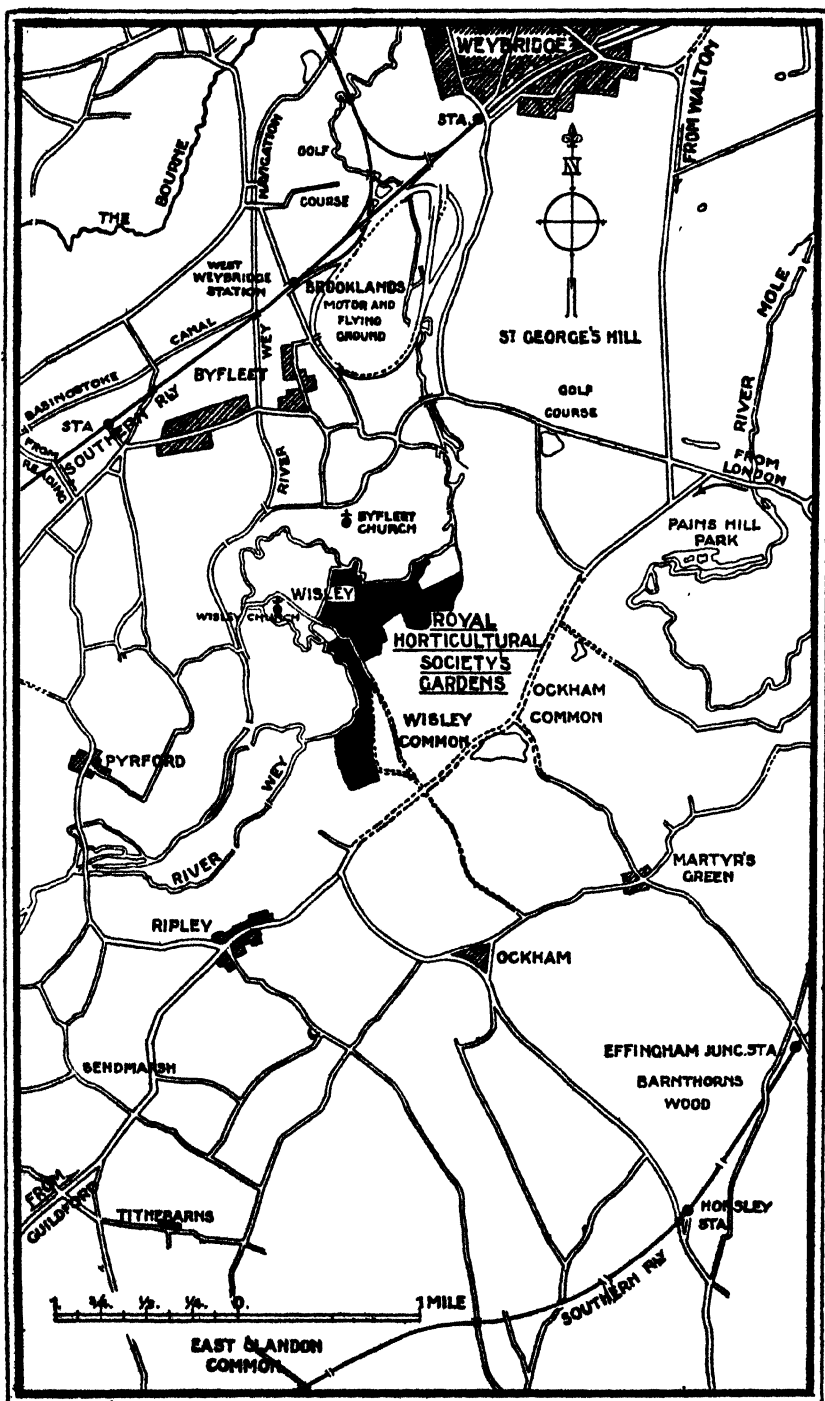 WEYBRIDGE
STA.
FROM WALTON
NAVIGATION
GOLF
COURSE
BOURNE
THE
N
MOLE
RIVER
WEST
WEYBRIDGE
STATION
BROOKLANDS
MOTOR AND
FLYING
GROUND
ST GEORGE'S HILL
CANAL
WEY
BASINGSTOKE
BYFLEET
GOLF
COURSE
STA
SOUTHERN RLY
FROM
READING
RIVER
FROM
LONDON
BYFLEET
CHURCH
PAINS HILL
PARK
WISLEY
WISLEY CHURCH
ROYAL
HORTICULTURAL
SOCIETY'S
GARDENS
OCKHAM
COMMON
WISLEY
COMMON
PYRFORD
WEY
RIVER
MARTYR'S
GREEN
RIPLEY
OCKHAM
EFFINGHAM JUNC. STA.
SENDMARSH
BARNTHORNS
WOOD
FROM
GUILDFORD
TITHEBARNS
HORSLEY
STA.
SOUTHERN RLY
1. 3/4. 1/2. 1/4. 0. 1 MILE
EAST CLANDON
COMMON